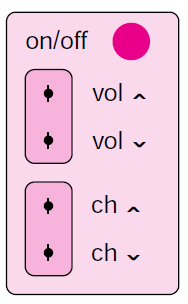 on/off
vol ^
vol ⌄
ch ^
ch ⌄